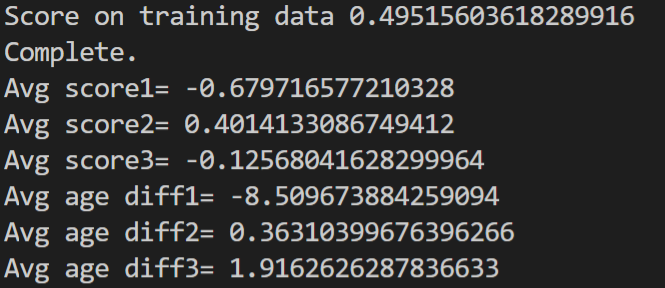 Score on training data 0.49515603618289916
Complete.
Avg score1= -0.679716577210328
Avg score2= 0.4014133086749412
Avg score3= -0.12568041628299964
Avg age diff1= -8.509673884259094
Avg age diff2= 0.36310399676396266
Avg age diff3= 1.9162626287836633